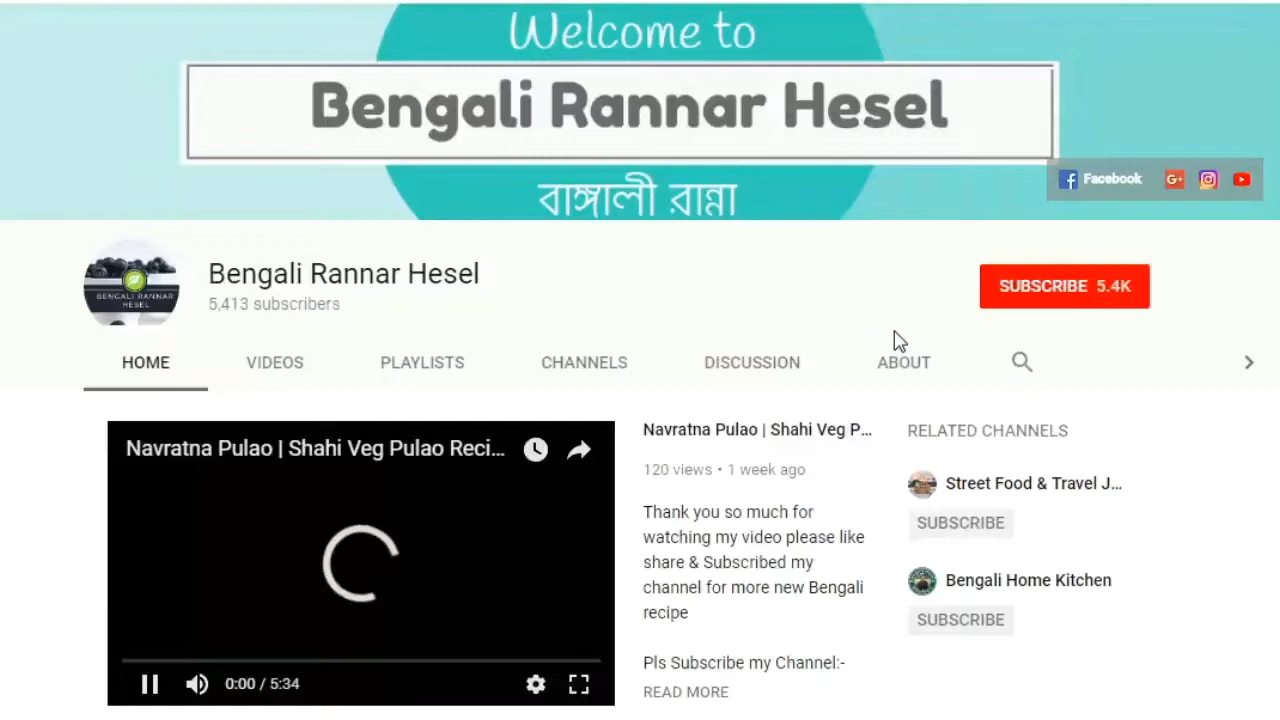 Welcome to
Bengali Rannar Hesel
বাঙ্গালী রান্না
Facebook
G+
BENGALI RANNAR
HESEL
Bengali Rannar Hesel
5,413 subscribers
SUBSCRIBE 5.4K
HOME
VIDEOS
PLAYLISTS
CHANNELS
DISCUSSION
ABOUT
Navratna Pulao | Shahi Veg Pulao Reci...
0:00 / 5:34
Navratna Pulao | Shahi Veg P...
120 views • 1 week ago
Thank you so much for
watching my video please like
share & Subscribed my
channel for more new Bengali
recipe
Pls Subscribe my Channel:-
READ MORE
RELATED CHANNELS
Street Food & Travel J...
SUBSCRIBE
Bengali Home Kitchen
SUBSCRIBE